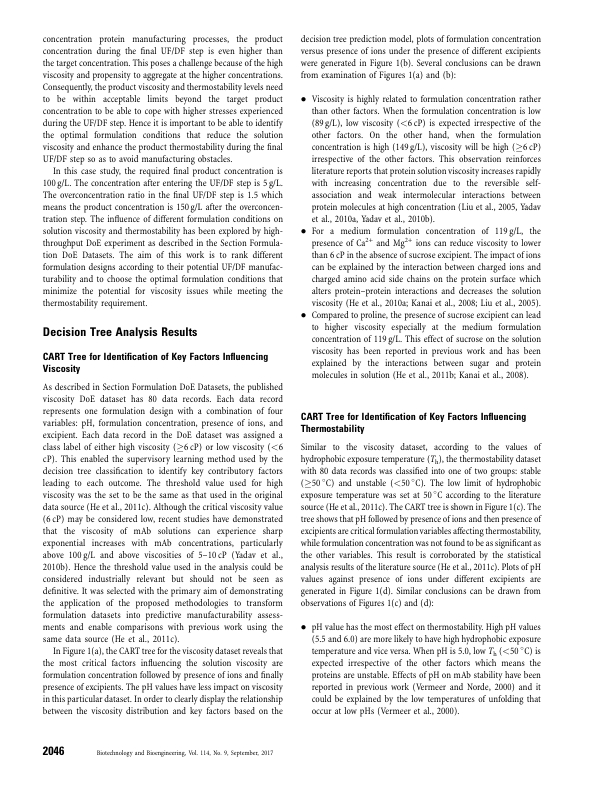 concentration protein manufacturing processes, the product
concentration during the final UF/DF step is even higher than
the target concentration. This poses a challenge because of the high
viscosity and propensity to aggregate at the higher concentrations.
Consequently, the product viscosity and thermostability levels need
to be within acceptable limits beyond the target product
concentration to be able to cope with higher stresses experienced
during the UF/DF step. Hence it is important to be able to identify
the optimal formulation conditions that reduce the solution
viscosity and enhance the product thermostability during the final
UF/DF step so as to avoid manufacturing obstacles.
In this case study, the required final product concentration is
100 g/L. The concentration after entering the UF/DF step is 5 g/L.
The overconcentration ratio in the final UF/DF step is 1.5 which
means the product concentration is 150 g/L after the overconcen-
tration step. The influence of different formulation conditions on
solution viscosity and thermostability has been explored by high-
throughput DoE experiment as described in the Section Formula-
tion DoE Datasets. The aim of this work is to rank different
formulation designs according to their potential UF/DF manufac-
turability and to choose the optimal formulation conditions that
minimize the potential for viscosity issues while meeting the
thermostability requirement.
Decision Tree Analysis Results
CART Tree for Identification of Key Factors Influencing
Viscosity
As described in Section Formulation DoE Datasets, the published
viscosity DoE dataset has 80 data records. Each data record
represents one formulation design with a combination of four
variables: pH, formulation concentration, presence of ions, and
excipient. Each data record in the DoE dataset was assigned a
class label of either high viscosity (≥6 cP) or low viscosity (<6
cP). This enabled the supervisory learning method used by the
decision tree classification to identify key contributory factors
leading to each outcome. The threshold value used for high
viscosity was the set to be the same as that used in the original
data source (He et al., 2011c). Although the critical viscosity value
(6 cP) may be considered low, recent studies have demonstrated
that the viscosity of mAb solutions can experience sharp
exponential increases with mAb concentrations, particularly
above 100 g/L and above viscosities of 5–10 cP (Yadav et al.,
2010b). Hence the threshold value used in the analysis could be
considered industrially relevant but should not be seen as
definitive. It was selected with the primary aim of demonstrating
the application of the proposed methodologies to transform
formulation datasets into predictive manufacturability assess-
ments and enable comparisons with previous work using the
same data source (He et al., 2011c).
In Figure 1(a), the CART tree for the viscosity dataset reveals that
the most critical factors influencing the solution viscosity are
formulation concentration followed by presence of ions and finally
presence of excipients. The pH values have less impact on viscosity
in this particular dataset. In order to clearly display the relationship
between the viscosity distribution and key factors based on the
decision tree prediction model, plots of formulation concentration
versus presence of ions under the presence of different excipients
were generated in Figure 1(b). Several conclusions can be drawn
from examination of Figures 1(a) and (b):
• Viscosity is highly related to formulation concentration rather
than other factors. When the formulation concentration is low
(89 g/L), low viscosity (<6 cP) is expected irrespective of the
other factors. On the other hand, when the formulation
concentration is high (149 g/L), viscosity will be high (≥6 cP)
irrespective of the other factors. This observation reinforces
literature reports that protein solution viscosity increases rapidly
with increasing concentration due to the reversible self-
association and weak intermolecular interactions between
protein molecules at high concentration (Liu et al., 2005, Yadav
et al., 2010a, Yadav et al., 2010b).
• For a medium formulation concentration of 119 g/L, the
presence of Ca2+ and Mg2+ ions can reduce viscosity to lower
than 6 cP in the absence of sucrose excipient. The impact of ions
can be explained by the interaction between charged ions and
charged amino acid side chains on the protein surface which
alters protein–protein interactions and decreases the solution
viscosity (He et al., 2010a; Kanai et al., 2008; Liu et al., 2005).
• Compared to proline, the presence of sucrose excipient can lead
to higher viscosity especially at the medium formulation
concentration of 119 g/L. This effect of sucrose on the solution
viscosity has been reported in previous work and has been
explained by the interactions between sugar and protein
molecules in solution (He et al., 2011b; Kanai et al., 2008).
CART Tree for Identification of Key Factors Influencing
Thermostability
Similar to the viscosity dataset, according to the values of
hydrophobic exposure temperature (Th), the thermostability dataset
with 80 data records was classified into one of two groups: stable
(≥50 °C) and unstable (<50 °C). The low limit of hydrophobic
exposure temperature was set at 50 °C according to the literature
source (He et al., 2011c). The CART tree is shown in Figure 1(c). The
tree shows that pH followed by presence of ions and then presence of
excipients are critical formulation variables affecting thermostability,
while formulation concentration was not found to be as significant as
the other variables. This result is corroborated by the statistical
analysis results of the literature source (He et al., 2011c). Plots of pH
values against presence of ions under different excipients are
generated in Figure 1(d). Similar conclusions can be drawn from
observations of Figures 1(c) and (d):
• pH value has the most effect on thermostability. High pH values
(5.5 and 6.0) are more likely to have high hydrophobic exposure
temperature and vice versa. When pH is 5.0, low Th (<50 °C) is
expected irrespective of the other factors which means the
proteins are unstable. Effects of pH on mAb stability have been
reported in previous work (Vermeer and Norde, 2000) and it
could be explained by the low temperatures of unfolding that
occur at low pHs (Vermeer et al., 2000).
2046 Biotechnology and Bioengineering, Vol. 114, No. 9, September, 2017